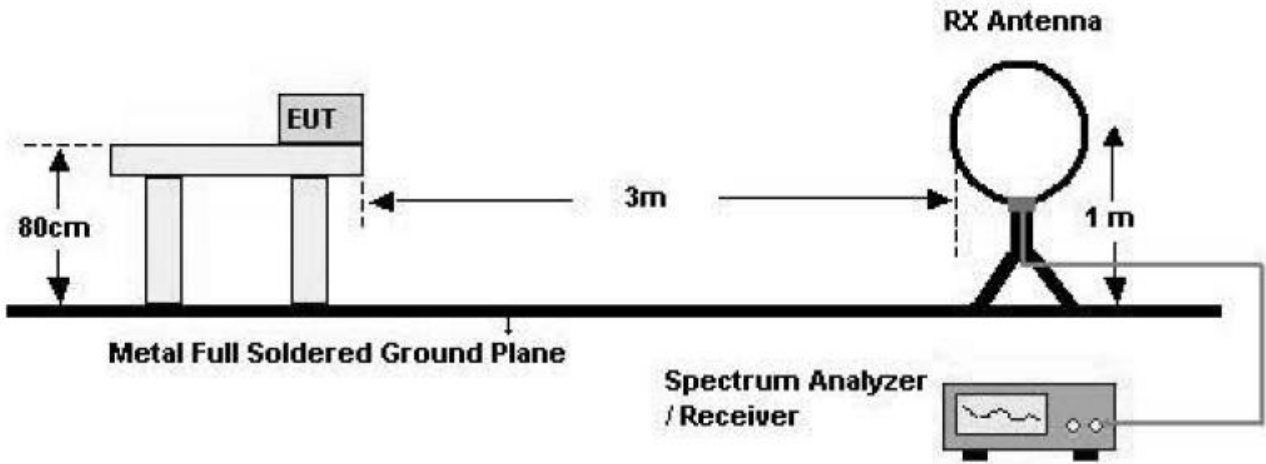 RX Antenna
EUT
80cm
3m
1 m
Metal Full Soldered Ground Plane
Spectrum Analyzer
/ Receiver